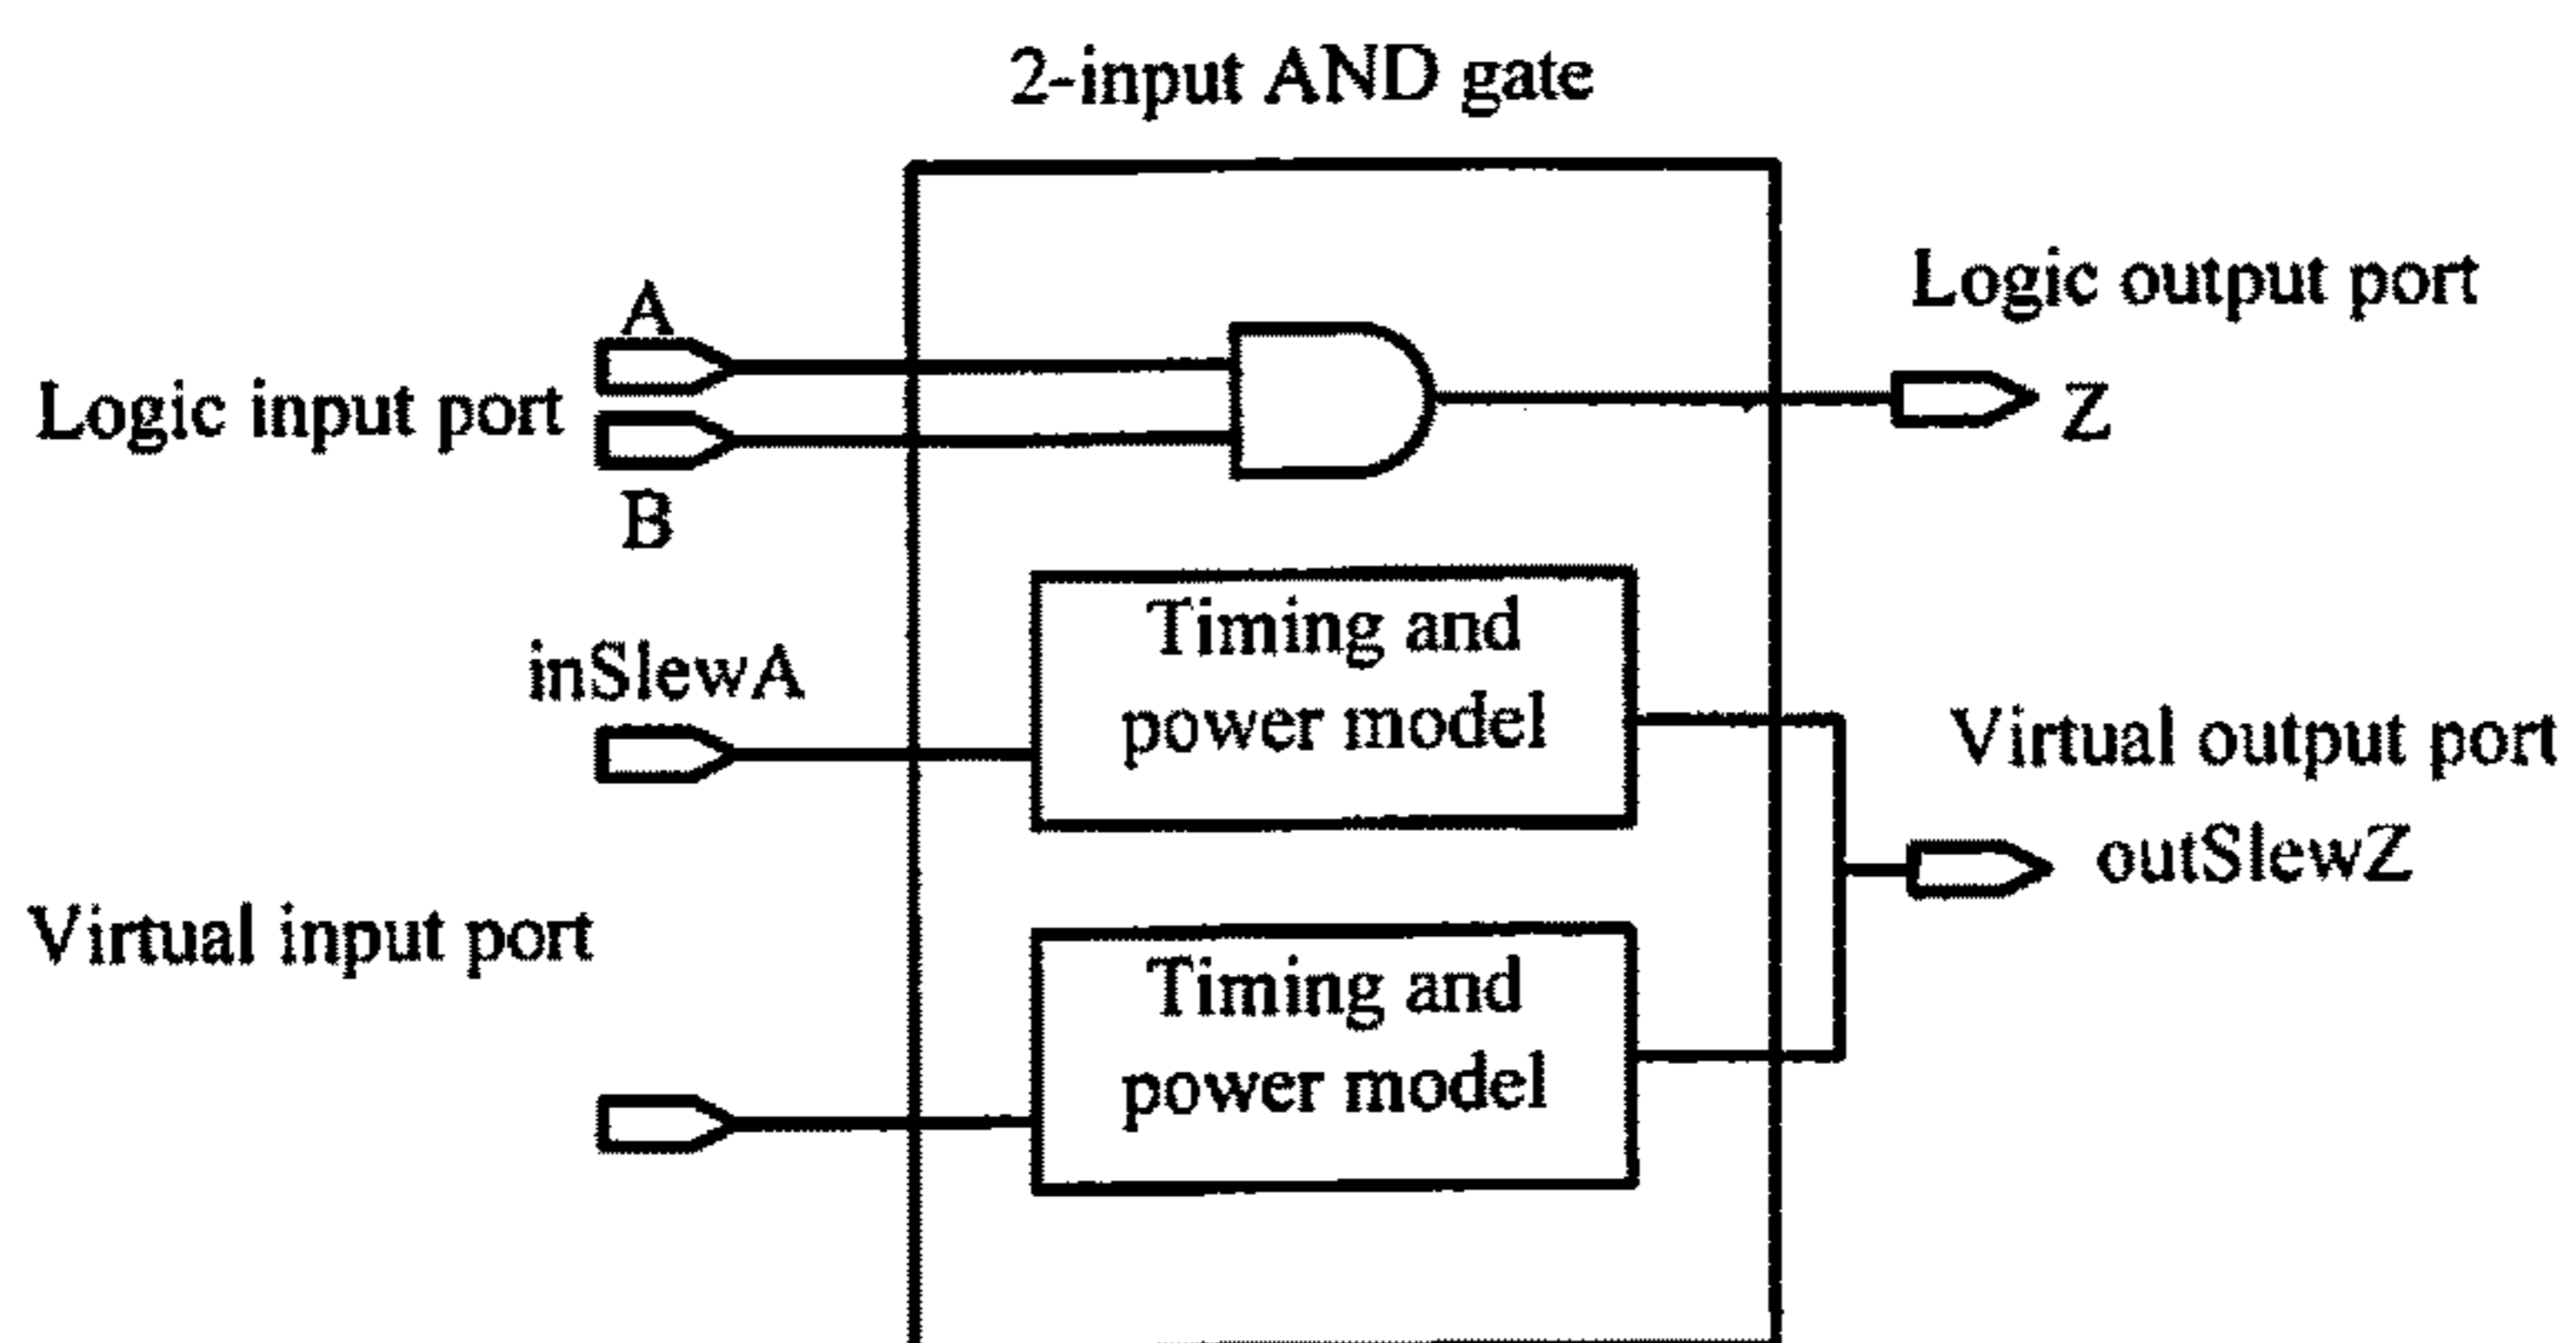 2-input AND gate
Logic output port
A
Logic input port
Z
B
Timing and
power model
inSlewA
Virtual output port
outSlewZ
Virtual input port
Timing and
power model